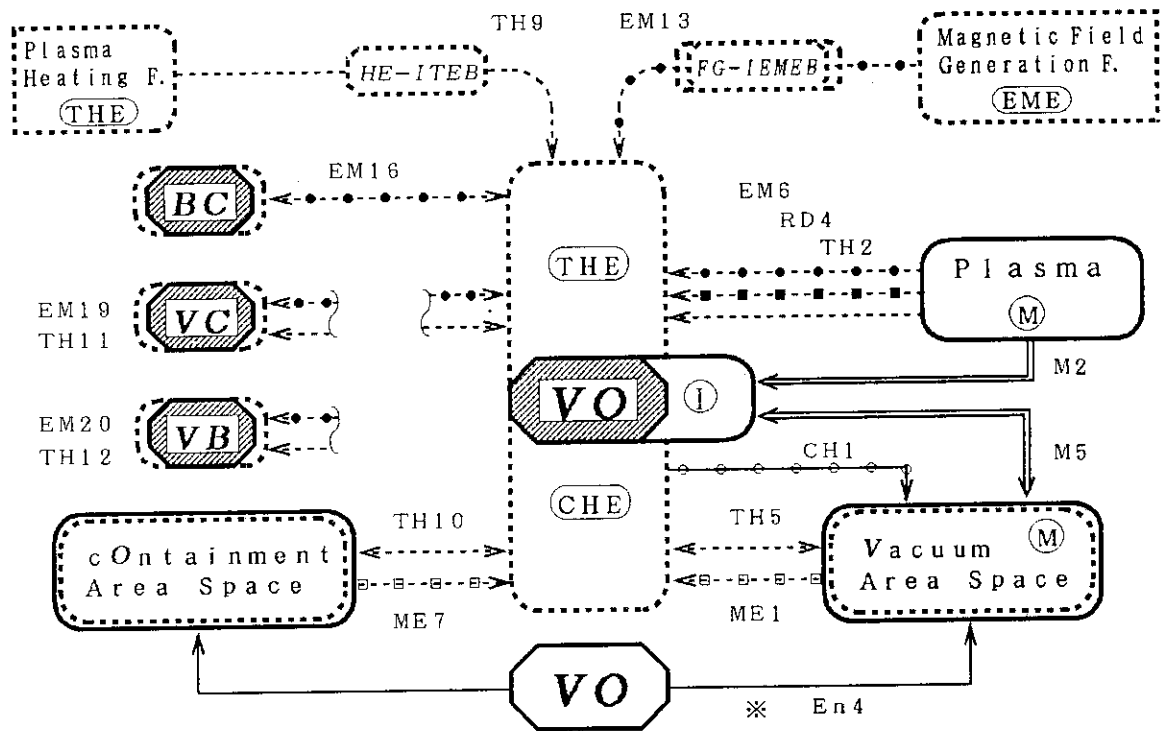 TH9
EM13
Plasma
Heating F.
THE
HE-ITEB
FG-IEMEB
Magnetic Field
Generation F.
EME
BC
EM16
EM6
RD4
TH2
THE
Plasma
M
EM19
TH11
VC
VO
I
M2
EM20
TH12
VB
CH1
M5
CHE
TH10
TH5
cOntainment
Area Space
Vacuum
Area Space
M
ME7
ME1
VO
※ En4